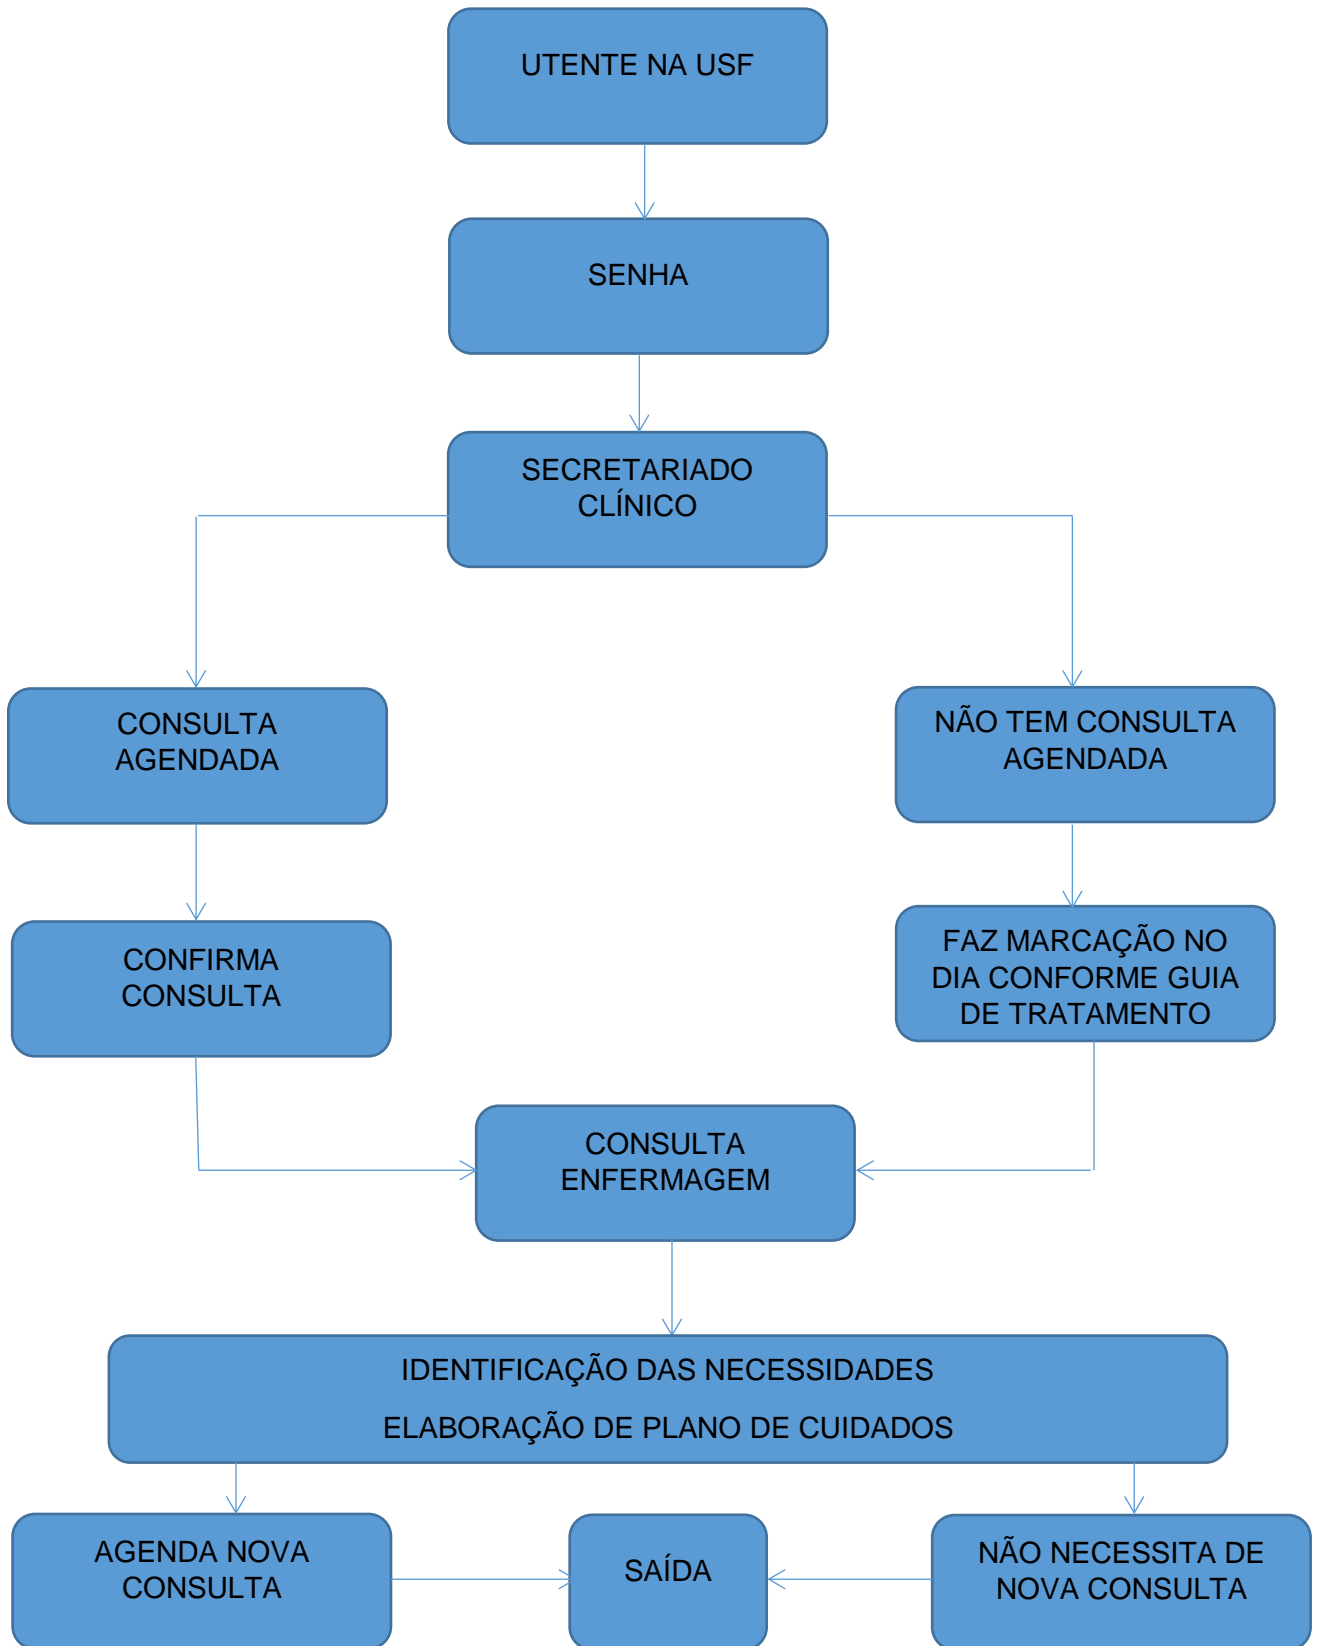 UTENTE NA USF
SENHA
SECRETARIADO
CLÍNICO
CONSULTA
AGENDADA
NÃO TEM CONSULTA
AGENDADA
CONFIRMA
CONSULTA
FAZ MARCAÇÃO NO
DIA CONFORME GUIA
DE TRATAMENTO
CONSULTA
ENFERMAGEM
IDENTIFICAÇÃO DAS NECESSIDADES
ELABORAÇÃO DE PLANO DE CUIDADOS
AGENDA NOVA
CONSULTA
SAÍDA
NÃO NECESSITA DE
NOVA CONSULTA